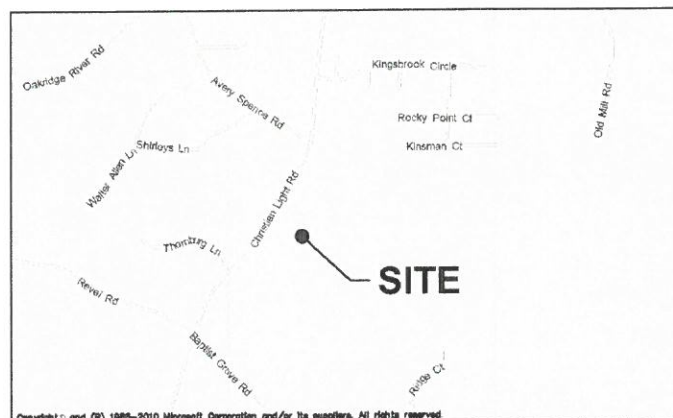 Oakridge River Rd
Avery Spence Rd
Kingsbrook Circle
Old Mill Rd
Rocky Point Ct
Kinsman Ct
Shirleys Ln
Walter Allen Ln
Christian Light Rd
Thornburg Ln
SITE
Revel Rd
Baptist Grove Rd
Ridge Ct
Copyright © and (P) 1988–2010 Microsoft Corporation and/or its suppliers. All rights reserved.